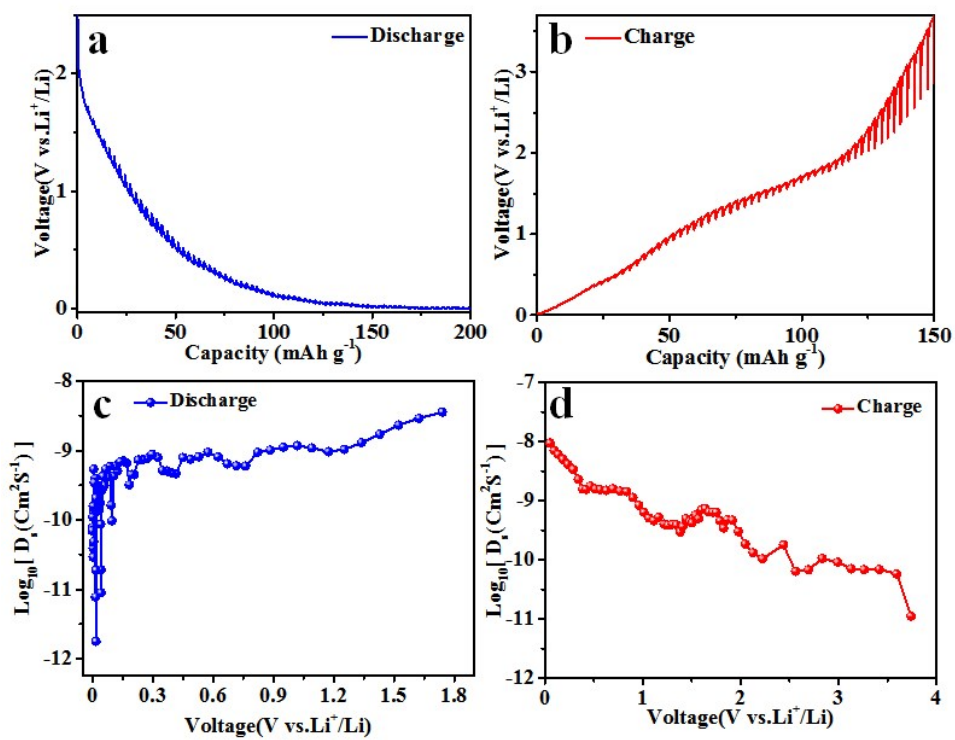 a
Discharge
Voltage(V vs.Li⁺/Li)
2
1
0
0
50
100
150
200
Capacity (mAh g⁻¹)
b
Charge
Voltage(V vs.Li⁺/Li)
3
2
1
0
0
50
100
150
Capacity (mAh g⁻¹)
c
Discharge
Log₁₀[ Dₛ(Cm²S⁻¹) ]
-8
-9
-10
-11
-12
0
0.3
0.6
0.9
1.2
1.5
1.8
Voltage(V vs.Li⁺/Li)
d
Charge
Log₁₀[ Dₛ(Cm²S⁻¹) ]
-7
-8
-9
-10
-11
-12
0
1
2
3
4
Voltage(V vs.Li⁺/Li)